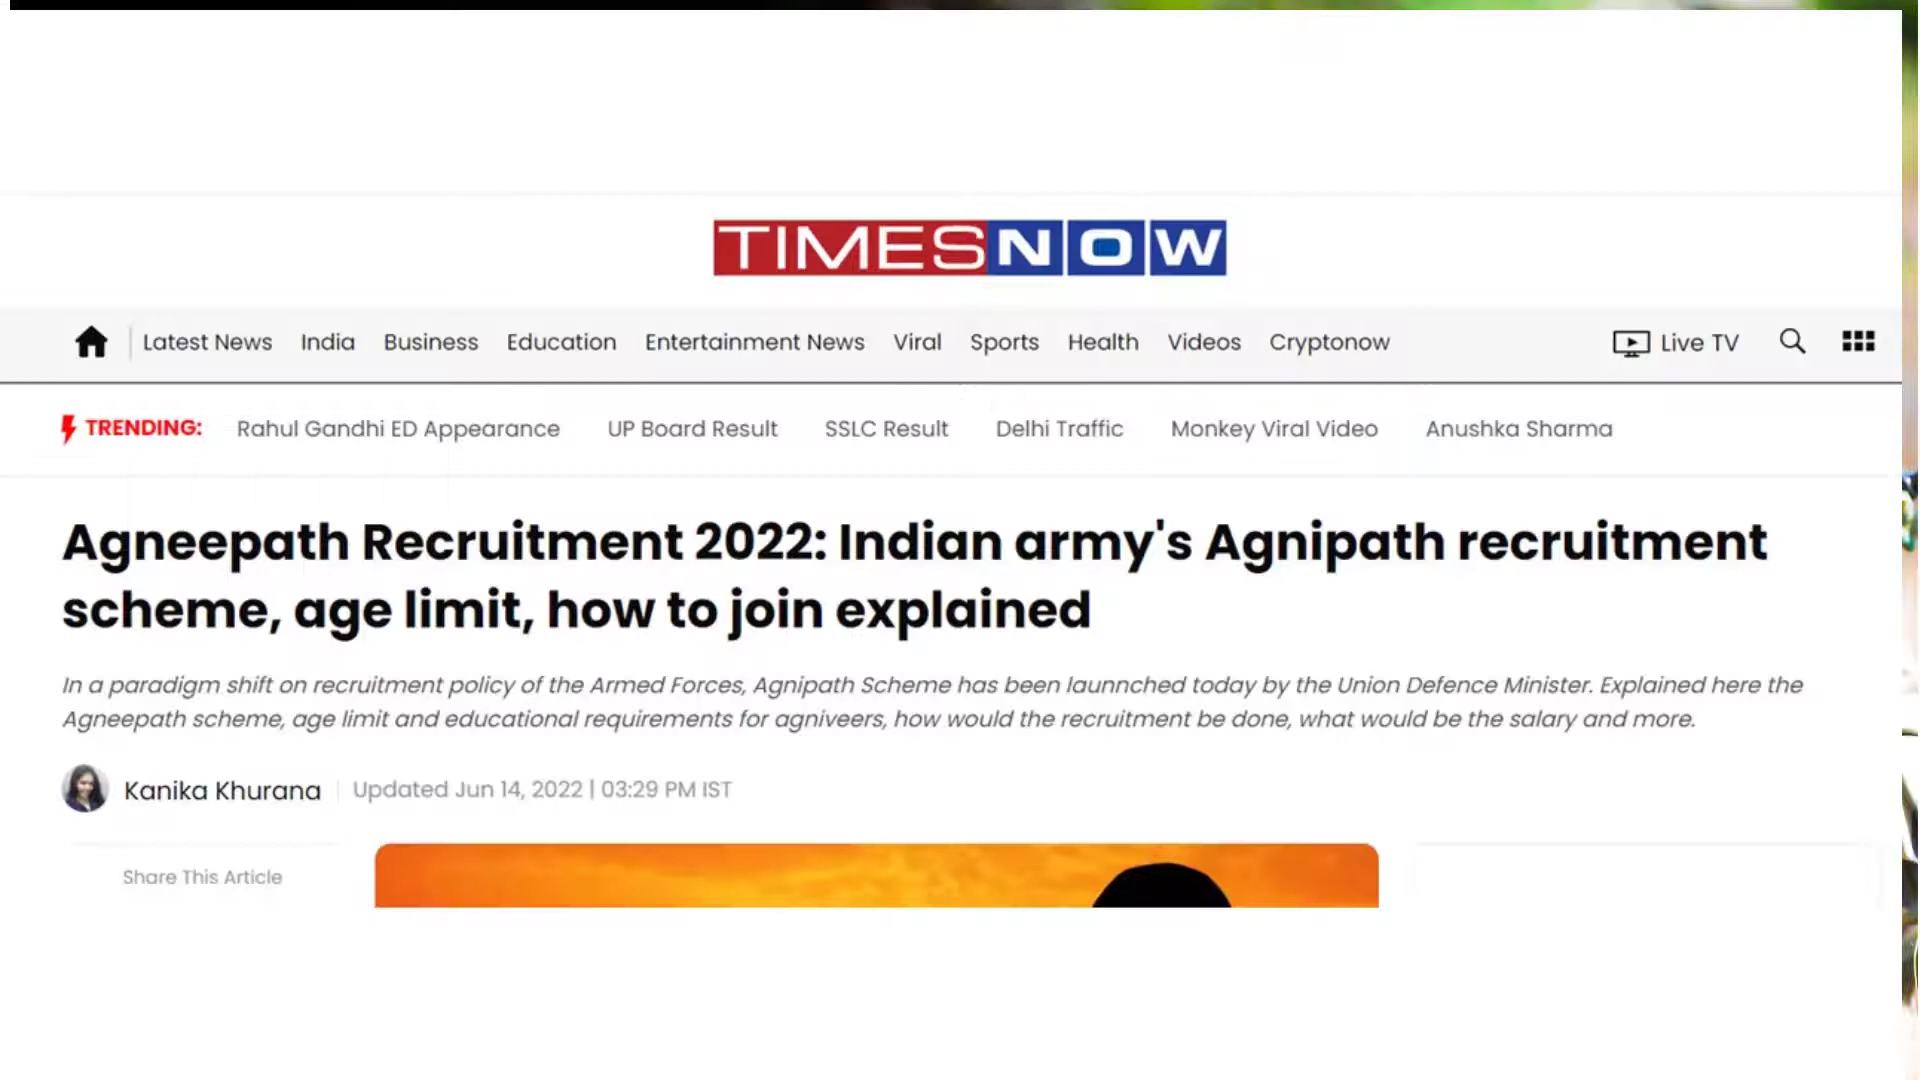 TIMES NOW
Latest News India Business Education Entertainment News Viral Sports Health Videos Cryptonow Live TV
TRENDING: Rahul Gandhi ED Appearance UP Board Result SSLC Result Delhi Traffic Monkey Viral Video Anushka Sharma
Agneepath Recruitment 2022: Indian army's Agnipath recruitment
scheme, age limit, how to join explained
In a paradigm shift on recruitment policy of the Armed Forces, Agnipath Scheme has been launnched today by the Union Defence Minister. Explained here the
Agneepath scheme, age limit and educational requirements for agniveers, how would the recruitment be done, what would be the salary and more.
Kanika Khurana Updated Jun 14, 2022 | 03:29 PM IST
Share This Article